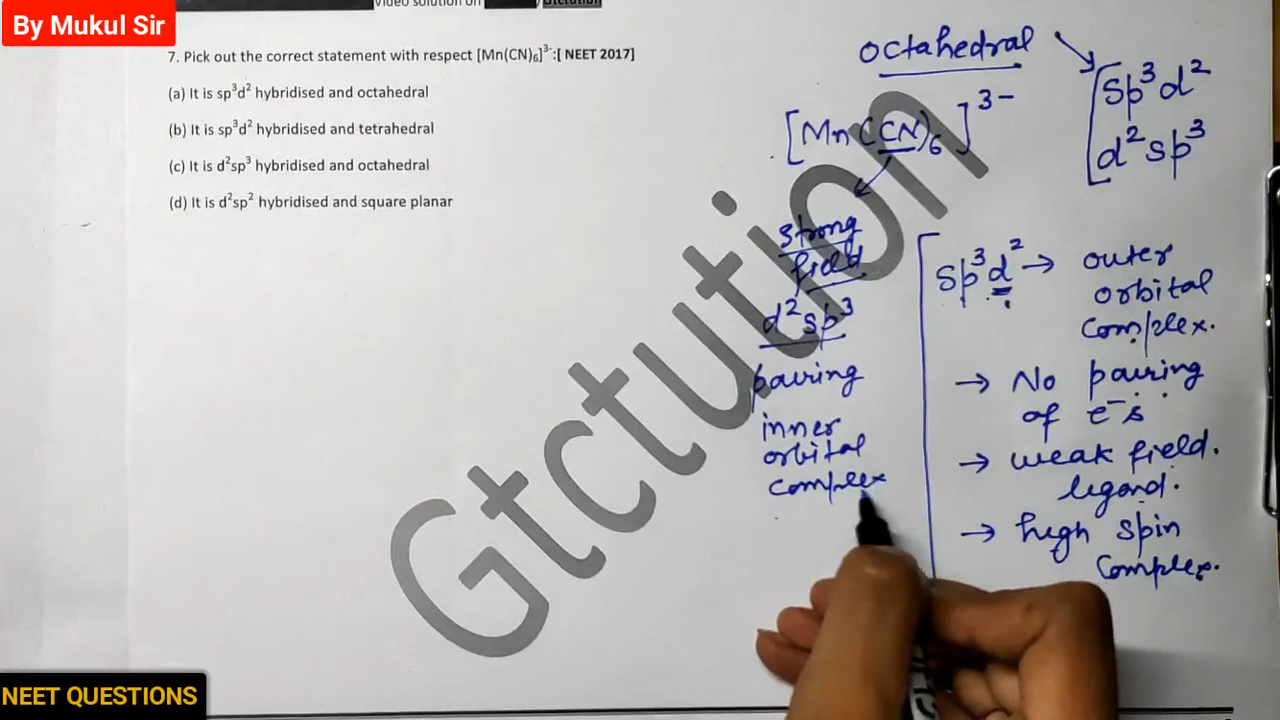 By Mukul Sir
Video solution on
Gtctution
7. Pick out the correct statement with respect [Mn(CN)₆]³⁻:[ NEET 2017]
(a) It is sp³d² hybridised and octahedral
(b) It is sp³d² hybridised and tetrahedral
(c) It is d²sp³ hybridised and octahedral
(d) It is d²sp² hybridised and square planar
octahedral
sp³d²
d²sp³
[Mn(CN)₆]³⁻
strong
field
d²sp³
pairing
inner
orbital
complex
sp³d² → outer
orbital
complex.
→ No pairing
of e⁻s
→ weak field.
ligand.
→ high spin
complex.
Gtctution
NEET QUESTIONS